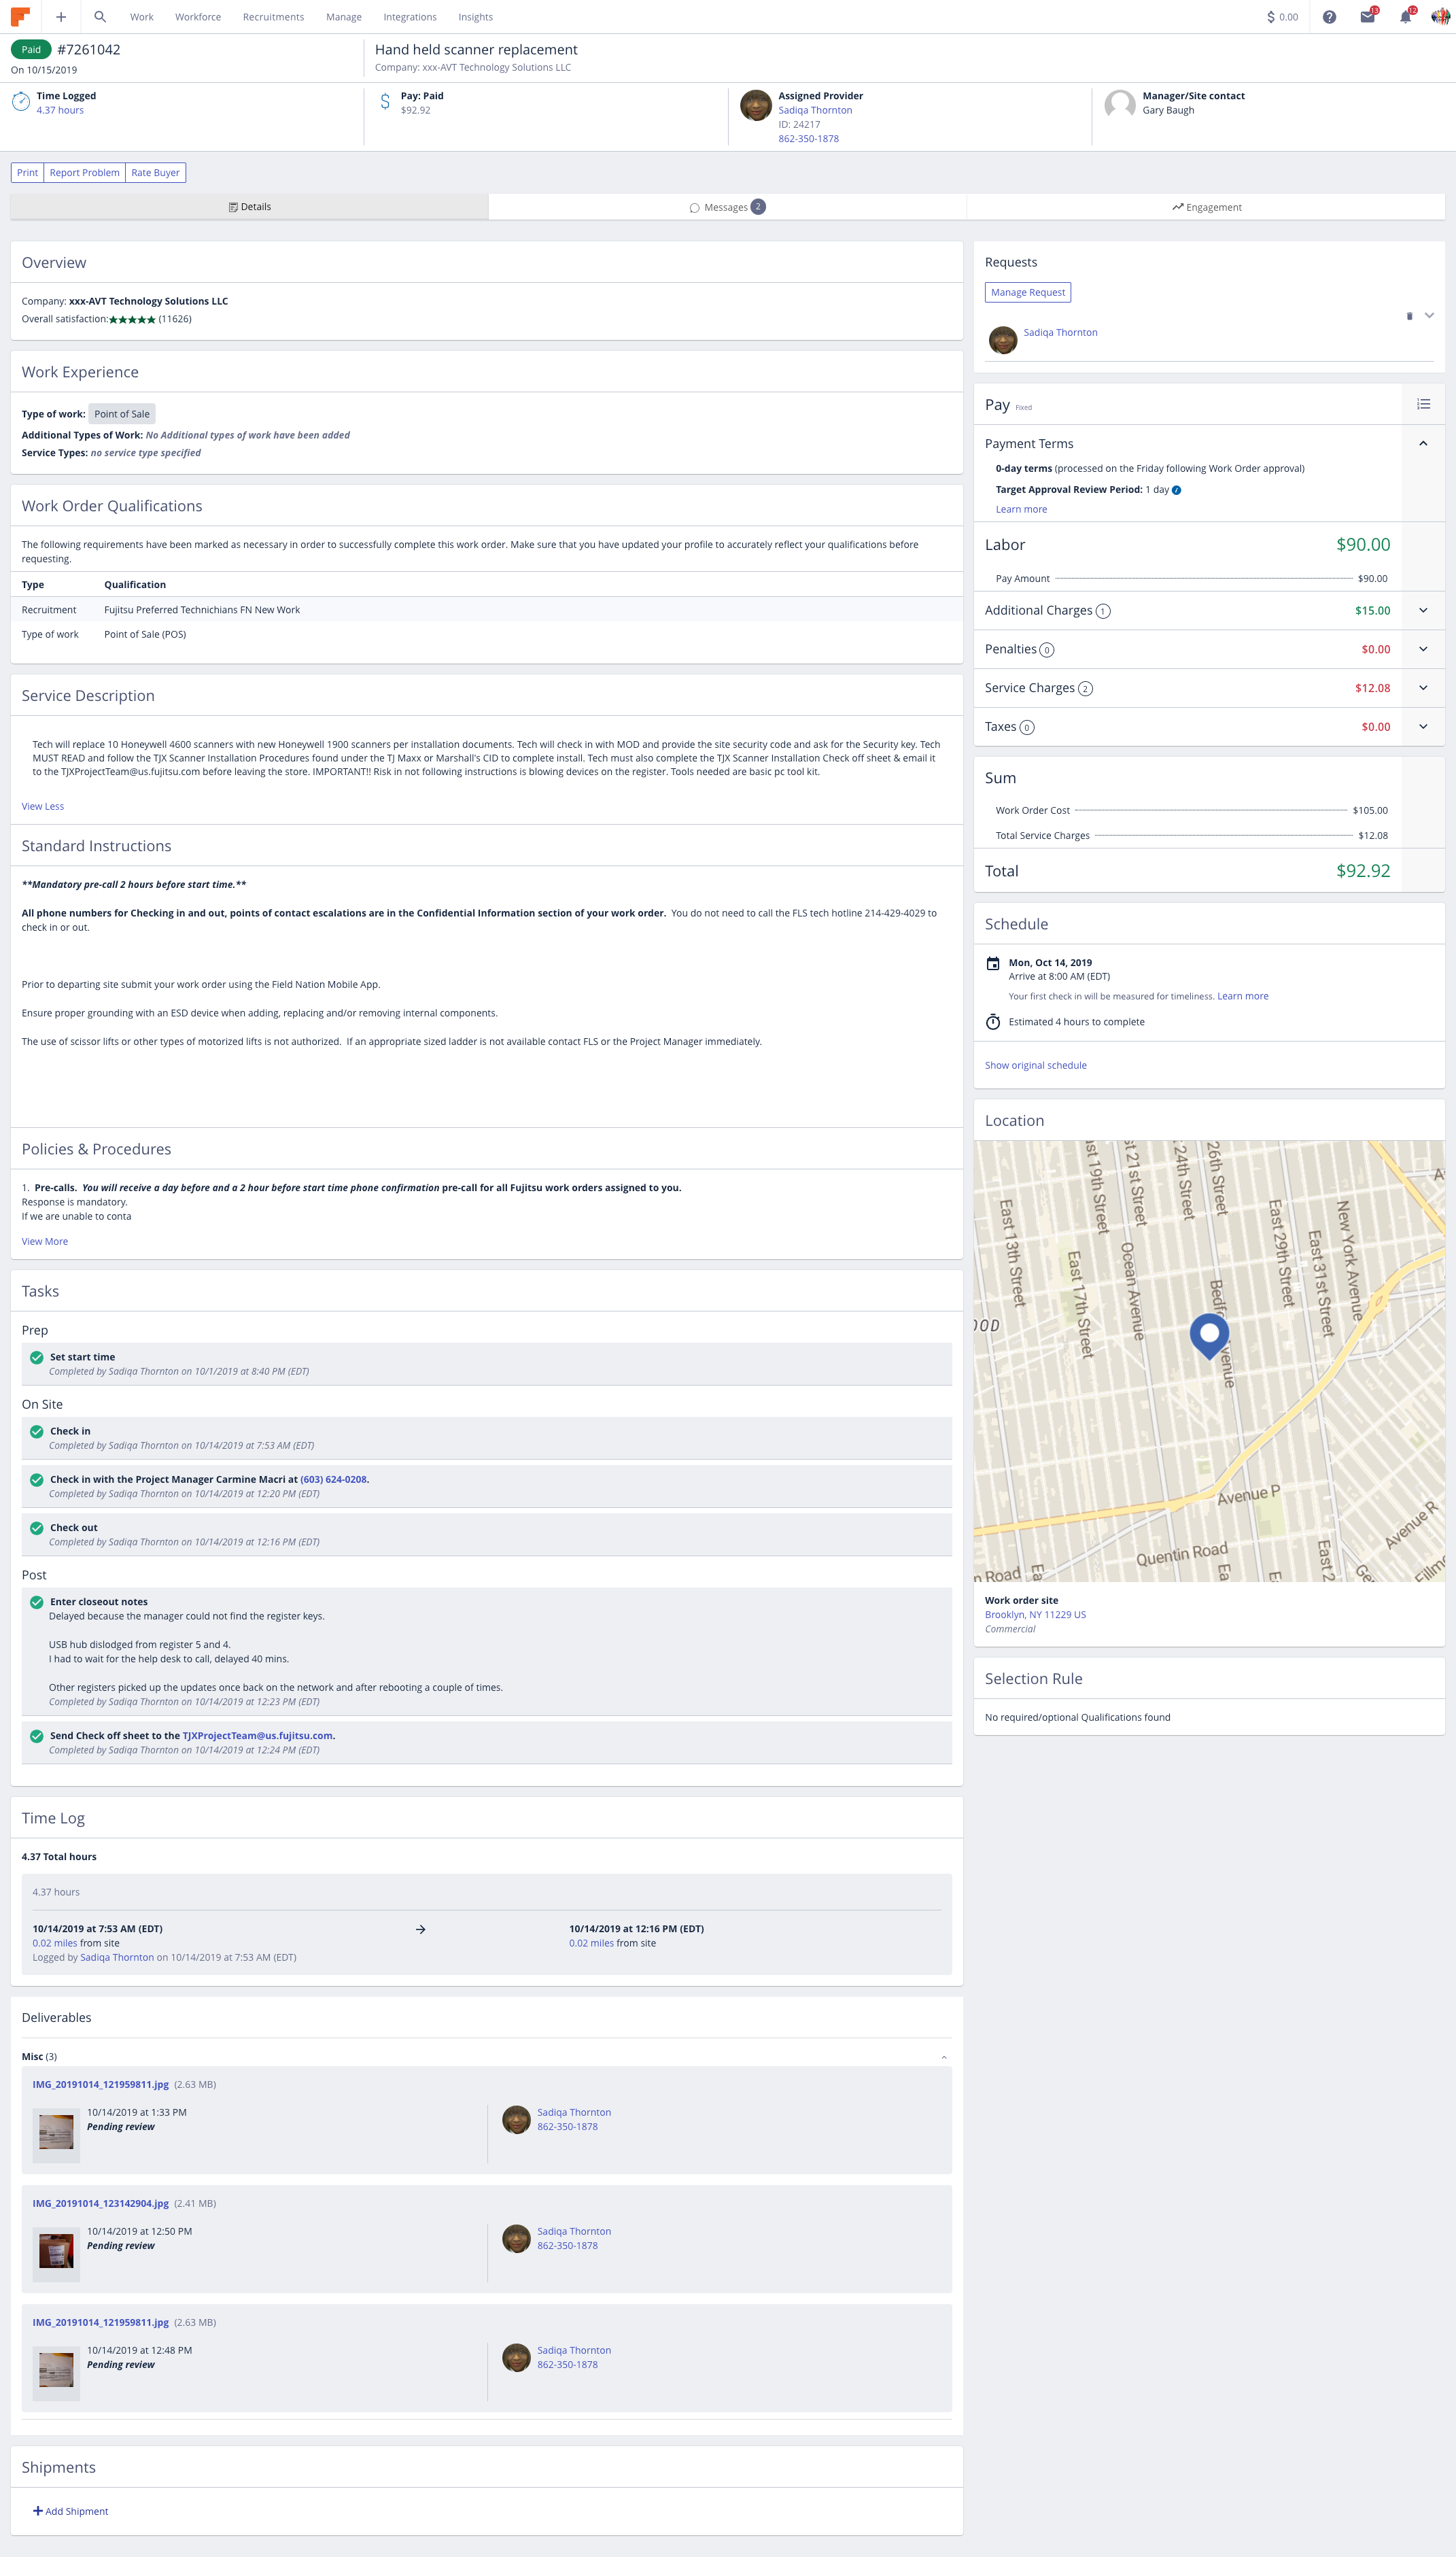 Work Workforce Recruitments Manage Integrations Insights
$ 0.00
13
12
Paid #7261042
On 10/15/2019
Hand held scanner replacement
Company: xxx-AVT Technology Solutions LLC
Time Logged
4.37 hours
Pay: Paid
$92.92
Assigned Provider
Sadiqa Thornton
ID: 24217
862-350-1878
Manager/Site contact
Gary Baugh
Print Report Problem Rate Buyer
Details
Messages 2
Engagement
Overview
Company: xxx-AVT Technology Solutions LLC
Overall satisfaction:★★★★★ (11626)
Work Experience
Type of work: Point of Sale
Additional Types of Work: No Additional types of work have been added
Service Types: no service type specified
Work Order Qualifications
The following requirements have been marked as necessary in order to successfully complete this work order. Make sure that you have updated your profile to accurately reflect your qualifications before
requesting.
Type Qualification
Recruitment Fujitsu Preferred Technichians FN New Work
Type of work Point of Sale (POS)
Service Description
Tech will replace 10 Honeywell 4600 scanners with new Honeywell 1900 scanners per installation documents. Tech will check in with MOD and provide the site security code and ask for the Security key. Tech
MUST READ and follow the TJX Scanner Installation Procedures found under the TJ Maxx or Marshall's CID to complete install. Tech must also complete the TJX Scanner Installation Check off sheet & email it
to the TJXProjectTeam@us.fujitsu.com before leaving the store. IMPORTANT!! Risk in not following instructions is blowing devices on the register. Tools needed are basic pc tool kit.
View Less
Standard Instructions
**Mandatory pre-call 2 hours before start time.**
All phone numbers for Checking in and out, points of contact escalations are in the Confidential Information section of your work order. You do not need to call the FLS tech hotline 214-429-4029 to
check in or out.
Prior to departing site submit your work order using the Field Nation Mobile App.
Ensure proper grounding with an ESD device when adding, replacing and/or removing internal components.
The use of scissor lifts or other types of motorized lifts is not authorized. If an appropriate sized ladder is not available contact FLS or the Project Manager immediately.
Policies & Procedures
1. Pre-calls. You will receive a day before and a 2 hour before start time phone confirmation pre-call for all Fujitsu work orders assigned to you.
Response is mandatory.
If we are unable to conta
View More
Tasks
Prep
Set start time
Completed by Sadiqa Thornton on 10/1/2019 at 8:40 PM (EDT)
On Site
Check in
Completed by Sadiqa Thornton on 10/14/2019 at 7:53 AM (EDT)
Check in with the Project Manager Carmine Macri at (603) 624-0208.
Completed by Sadiqa Thornton on 10/14/2019 at 12:20 PM (EDT)
Check out
Completed by Sadiqa Thornton on 10/14/2019 at 12:16 PM (EDT)
Post
Enter closeout notes
Delayed because the manager could not find the register keys.
USB hub dislodged from register 5 and 4.
I had to wait for the help desk to call, delayed 40 mins.
Other registers picked up the updates once back on the network and after rebooting a couple of times.
Completed by Sadiqa Thornton on 10/14/2019 at 12:23 PM (EDT)
Send Check off sheet to the TJXProjectTeam@us.fujitsu.com.
Completed by Sadiqa Thornton on 10/14/2019 at 12:24 PM (EDT)
Time Log
4.37 Total hours
4.37 hours
10/14/2019 at 7:53 AM (EDT) → 10/14/2019 at 12:16 PM (EDT)
0.02 miles from site 0.02 miles from site
Logged by Sadiqa Thornton on 10/14/2019 at 7:53 AM (EDT)
Deliverables
Misc (3)
IMG_20191014_121959811.jpg (2.63 MB)
10/14/2019 at 1:33 PM
Pending review
Sadiqa Thornton
862-350-1878
IMG_20191014_123142904.jpg (2.41 MB)
10/14/2019 at 12:50 PM
Pending review
Sadiqa Thornton
862-350-1878
IMG_20191014_121959811.jpg (2.63 MB)
10/14/2019 at 12:48 PM
Pending review
Sadiqa Thornton
862-350-1878
Shipments
Add Shipment
Requests
Manage Request
Sadiqa Thornton
Pay Fixed
Payment Terms
0-day terms (processed on the Friday following Work Order approval)
Target Approval Review Period: 1 day
Learn more
Labor $90.00
Pay Amount $90.00
Additional Charges 1 $15.00
Penalties 0 $0.00
Service Charges 2 $12.08
Taxes 0 $0.00
Sum
Work Order Cost $105.00
Total Service Charges $12.08
Total $92.92
Schedule
Mon, Oct 14, 2019
Arrive at 8:00 AM (EDT)
Your first check in will be measured for timeliness. Learn more
Estimated 4 hours to complete
Show original schedule
Location
East 13th Street
East 17th Street
st 19th Street
st 21st Street
Ocean Avenue
24th Street
26th Street
East 29th Street
East 31st Street
New York Avenue
OOD
Avenue P
Quentin Road
n Road
Avenue R
Work order site
Brooklyn, NY 11229 US
Commercial
Selection Rule
No required/optional Qualifications found